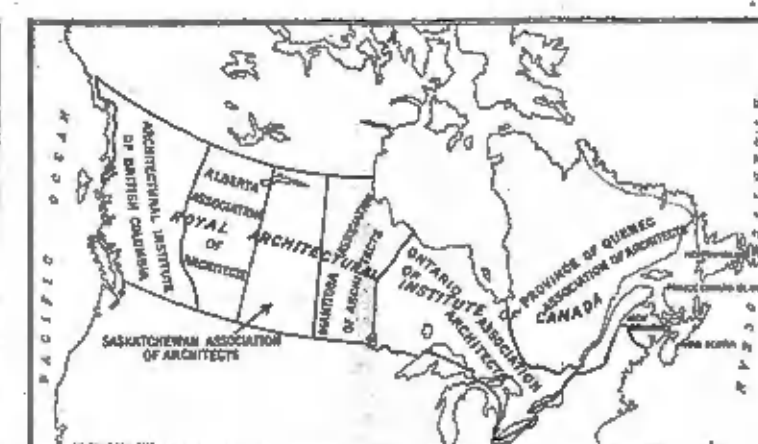 PACIFIC OCEAN
ARCHITECTURAL INSTITUTE
OF BRITISH COLUMBIA
ALBERTA
ASSOCIATION
OF
ARCHITECTS
ROYAL ARCHITECTURAL INSTITUTE OF CANADA
SASKATCHEWAN ASSOCIATION
OF ARCHITECTS
MANITOBA ASSOCIATION
OF ARCHITECTS
ONTARIO ASSOCIATION
OF
ARCHITECTS
PROVINCE OF QUEBEC
ASSOCIATION OF ARCHITECTS
NOVA SCOTIA
OCEAN